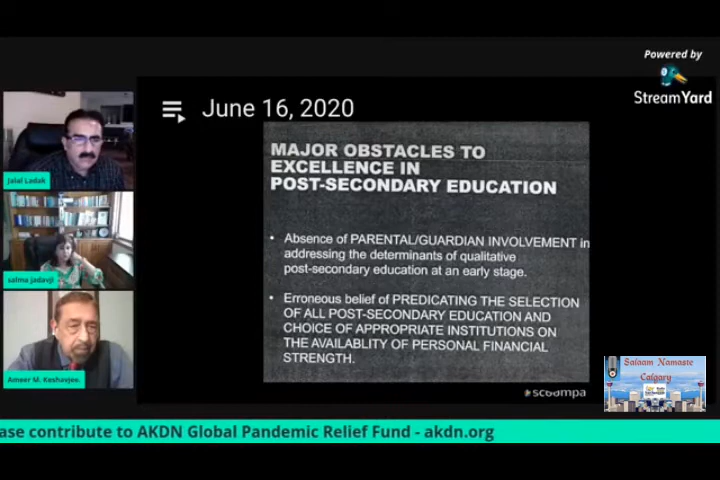 Powered by
StreamYard
June 16, 2020
MAJOR OBSTACLES TO
EXCELLENCE IN
POST-SECONDARY EDUCATION
• Absence of PARENTAL/GUARDIAN INVOLVEMENT in
addressing the determinants of qualitative
post-secondary education at an early stage.
• Erroneous belief of PREDICATING THE SELECTION
OF ALL POST-SECONDARY EDUCATION AND
CHOICE OF APPROPRIATE INSTITUTIONS ON
THE AVAILABLITY OF PERSONAL FINANCIAL
STRENGTH.
Jalal Ladak
salma jadavji
Ameer M. Keshavjee.
Salaam Namaste
Calgary
ase contribute to AKDN Global Pandemic Relief Fund - akdn.org